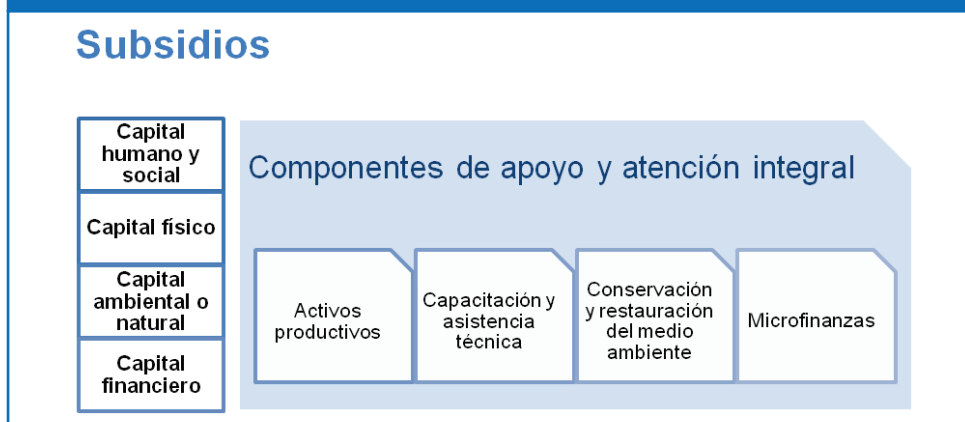 Subsidios
Capital
humano y
social
Capital físico
Capital
ambiental o
natural
Capital
financiero
Componentes de apoyo y atención integral
Activos
productivos
Capacitación y
asistencia
técnica
Conservación
y restauración
del medio
ambiente
Microfinanzas